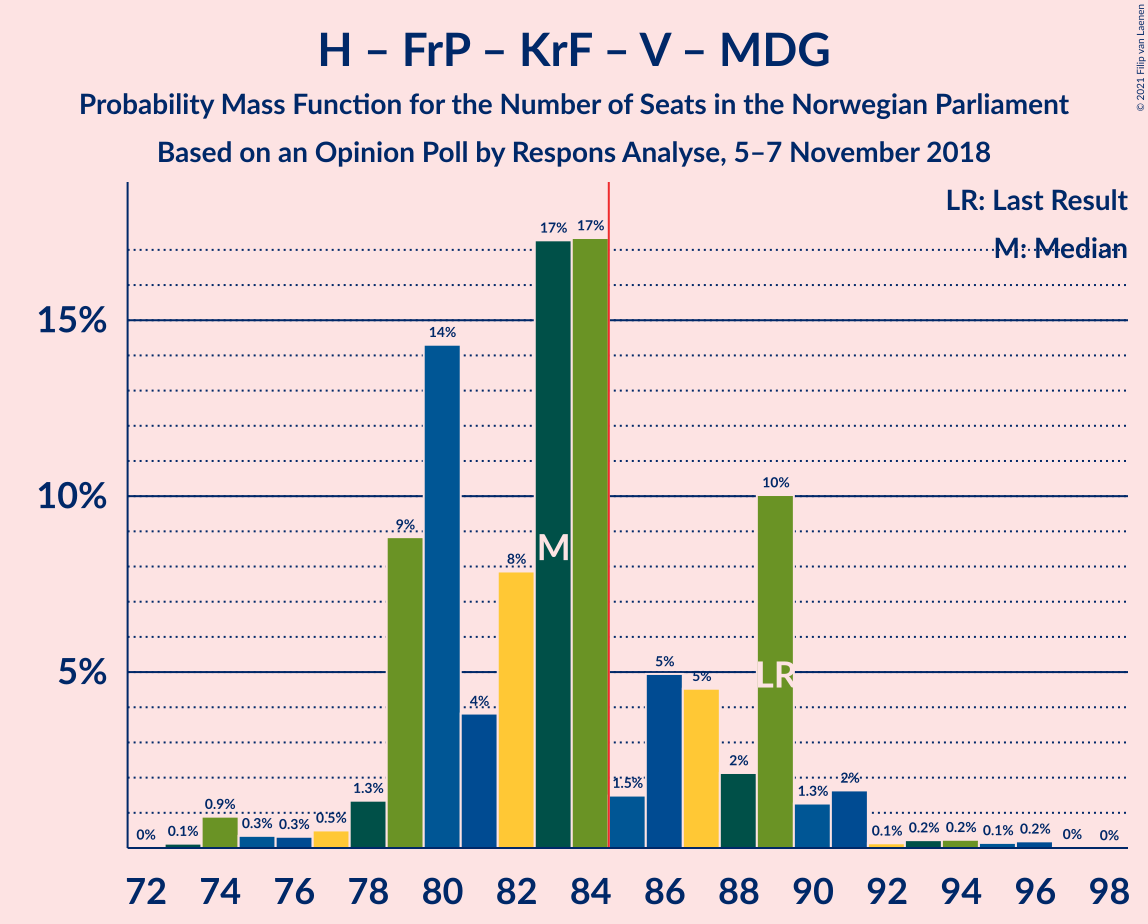 H – FrP – KrF – V – MDG
Probability Mass Function for the Number of Seats in the Norwegian Parliament
Based on an Opinion Poll by Respons Analyse, 5–7 November 2018
© 2021 Filip van Laenen
LR: Last Result
M: Median
15%
10%
5%
0% 0.1% 0.9% 0.3% 0.3% 0.5% 1.3% 9% 14% 4% 8% 17% 17% 1.5% 5% 5% 2% 10% 1.3% 2% 0.1% 0.2% 0.2% 0.1% 0.2% 0% 0%
M
LR
72 74 76 78 80 82 84 86 88 90 92 94 96 98